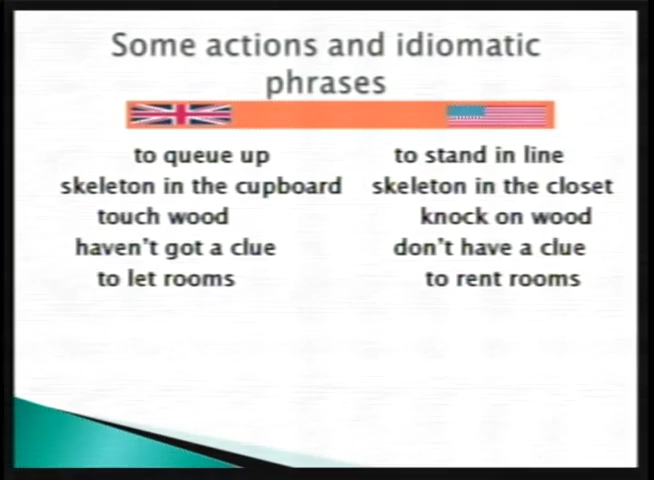 Some actions and idiomatic
phrases
to queue up to stand in line
skeleton in the cupboard skeleton in the closet
touch wood knock on wood
haven't got a clue don't have a clue
to let rooms to rent rooms